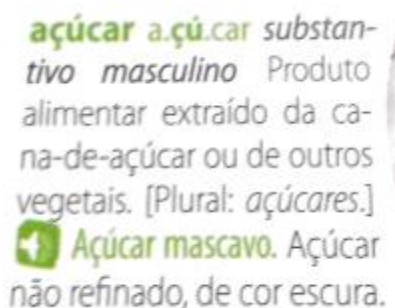 açúcar a.çú.car substan-
tivo masculino Produto
alimentar extraído da ca-
na-de-açúcar ou de outros
vegetais. [Plural: açúcares.]
Açúcar mascavo. Açúcar
não refinado, de cor escura.